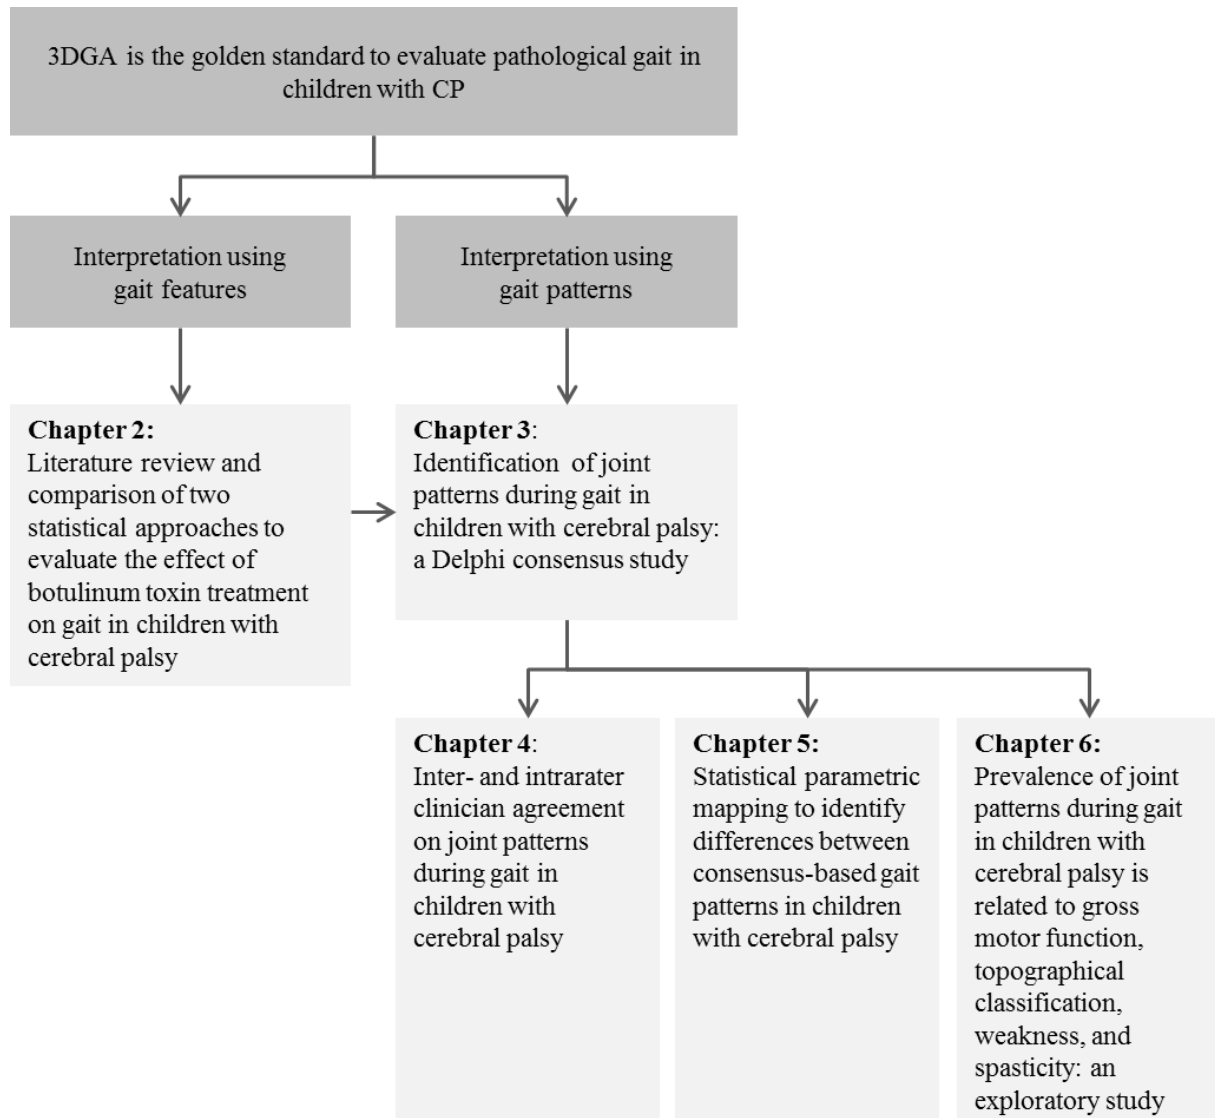 3DGA is the golden standard to evaluate pathological gait in
children with CP
Interpretation using
gait features
Interpretation using
gait patterns
Chapter 2:
Literature review and
comparison of two
statistical approaches to
evaluate the effect of
botulinum toxin treatment
on gait in children with
cerebral palsy
Chapter 3:
Identification of joint
patterns during gait in
children with cerebral palsy:
a Delphi consensus study
Chapter 4:
Inter- and intrarater
clinician agreement
on joint patterns
during gait in
children with
cerebral palsy
Chapter 5:
Statistical parametric
mapping to identify
differences between
consensus-based gait
patterns in children
with cerebral palsy
Chapter 6:
Prevalence of joint
patterns during gait
in children with
cerebral palsy is
related to gross
motor function,
topographical
classification,
weakness, and
spasticity: an
exploratory study